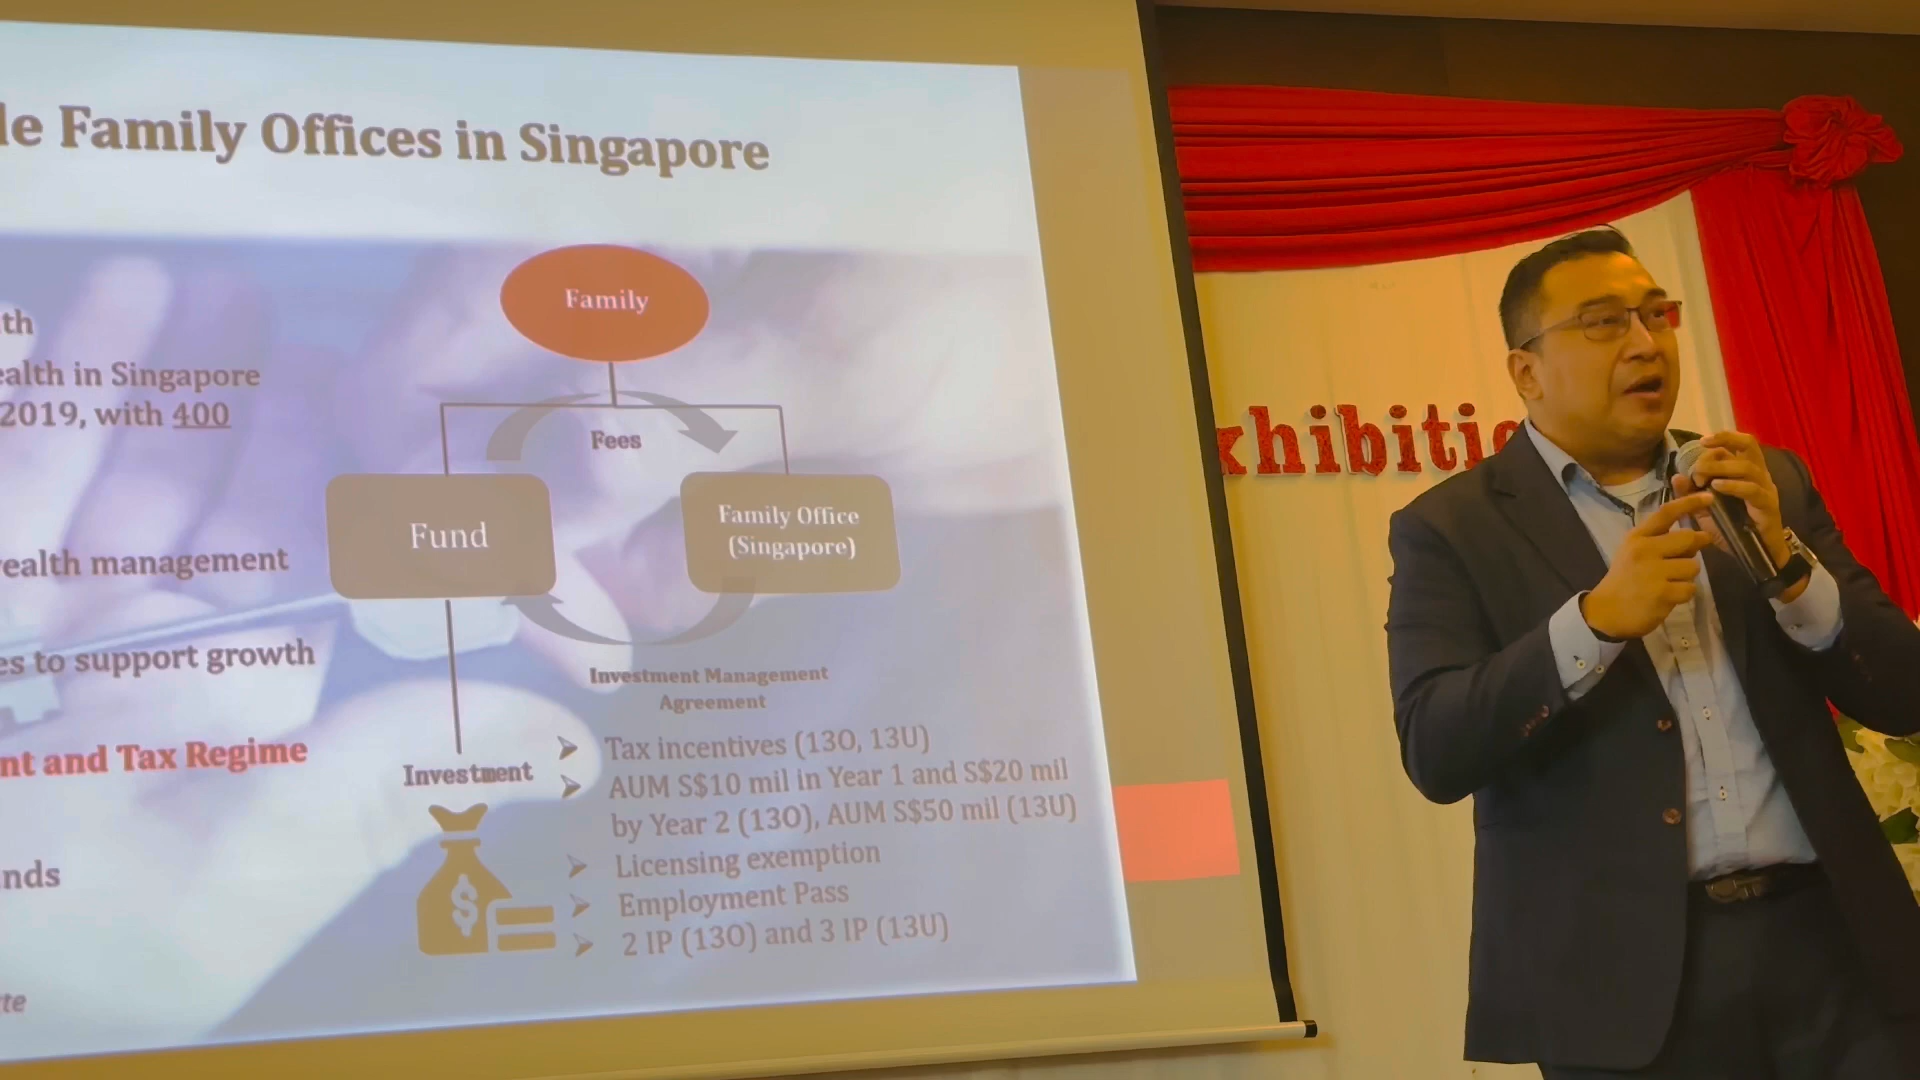 le Family Offices in Singapore
th
ealth in Singapore
2019, with 400
ealth management
es to support growth
nt and Tax Regime
nds
te
Family
Fees
Fund
Family Office
(Singapore)
Investment Management
Agreement
Investment
$
Tax incentives (13O, 13U)
AUM S$10 mil in Year 1 and S$20 mil
by Year 2 (13O), AUM S$50 mil (13U)
Licensing exemption
Employment Pass
2 IP (13O) and 3 IP (13U)
xhibitio